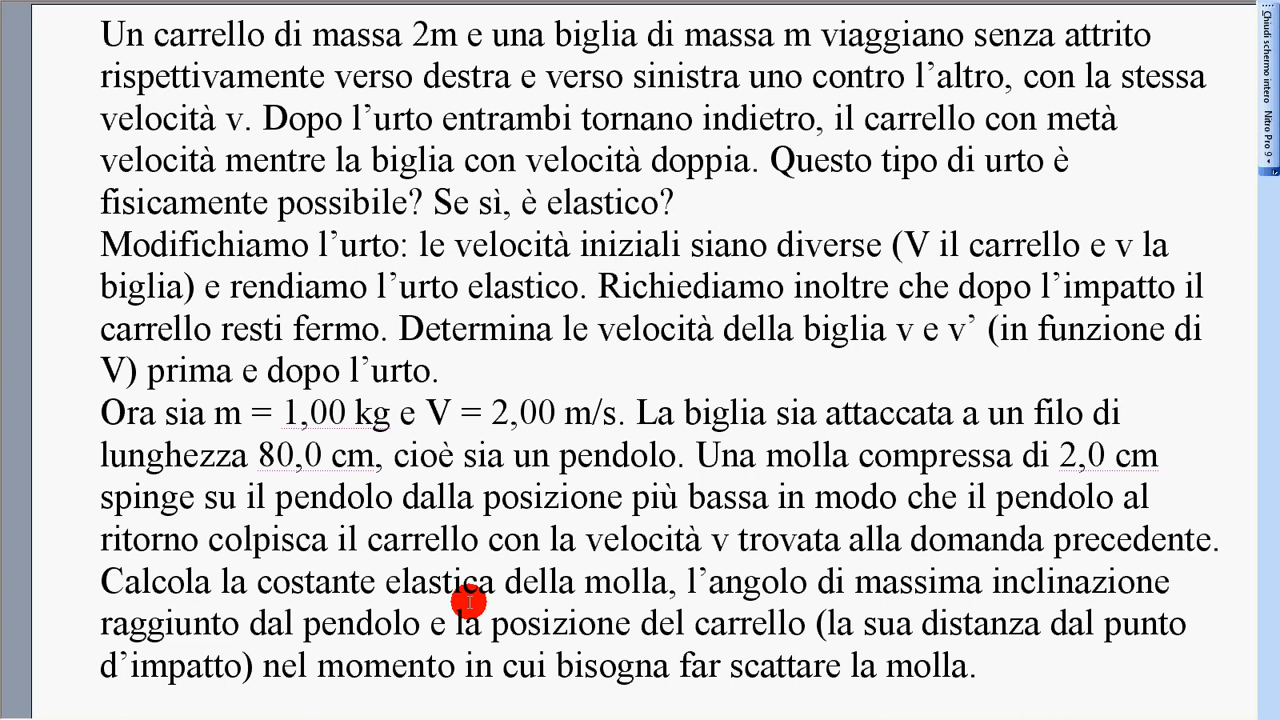 Un carrello di massa 2m e una biglia di massa m viaggiano senza attrito
rispettivamente verso destra e verso sinistra uno contro l’altro, con la stessa
velocità v. Dopo l’urto entrambi tornano indietro, il carrello con metà
velocità mentre la biglia con velocità doppia. Questo tipo di urto è
fisicamente possibile? Se sì, è elastico?
Modifichiamo l’urto: le velocità iniziali siano diverse (V il carrello e v la
biglia) e rendiamo l’urto elastico. Richiediamo inoltre che dopo l’impatto il
carrello resti fermo. Determina le velocità della biglia v e v’ (in funzione di
V) prima e dopo l’urto.
Ora sia m = 1,00 kg e V = 2,00 m/s. La biglia sia attaccata a un filo di
lunghezza 80,0 cm, cioè sia un pendolo. Una molla compressa di 2,0 cm
spinge su il pendolo dalla posizione più bassa in modo che il pendolo al
ritorno colpisca il carrello con la velocità v trovata alla domanda precedente.
Calcola la costante elastica della molla, l’angolo di massima inclinazione
raggiunto dal pendolo e la posizione del carrello (la sua distanza dal punto
d’impatto) nel momento in cui bisogna far scattare la molla.
Chiudi schermo intero Nitro Pro 9